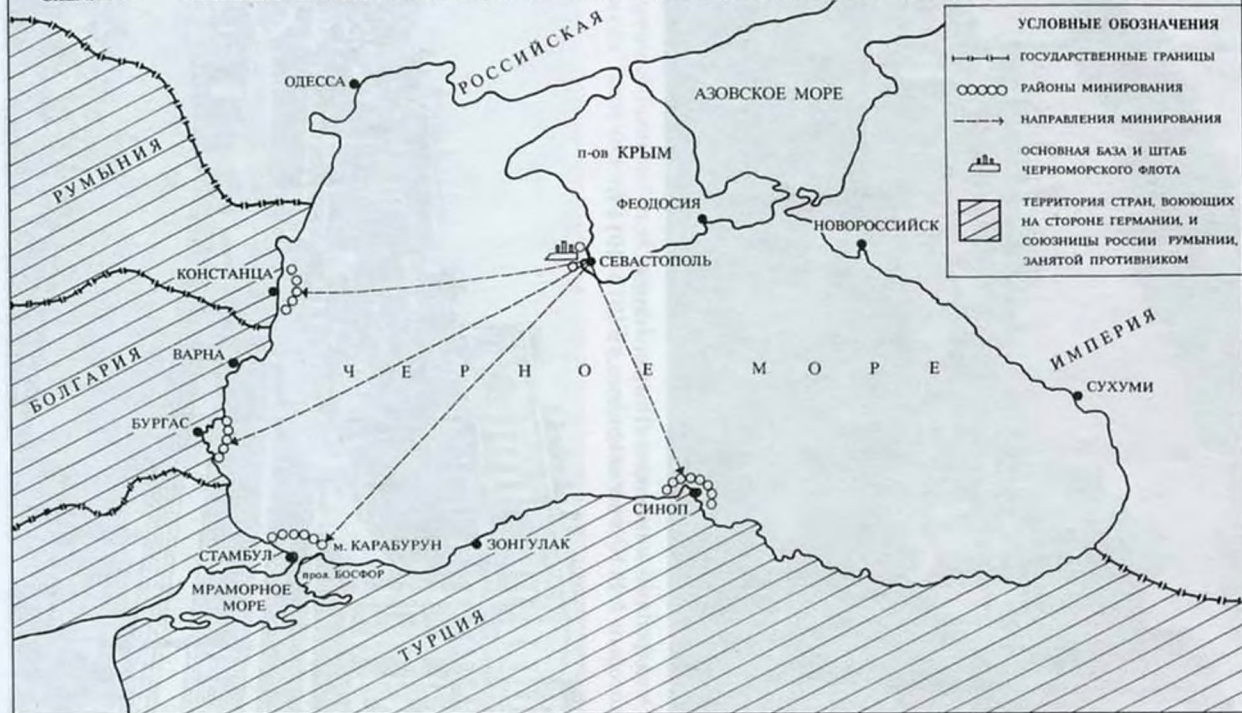 УСЛОВНЫЕ ОБОЗНАЧЕНИЯ
ГОСУДАРСТВЕННЫЕ ГРАНИЦЫ
РАЙОНЫ МИНИРОВАНИЯ
НАПРАВЛЕНИЯ МИНИРОВАНИЯ
ОСНОВНАЯ БАЗА И ШТАБ
ЧЕРНОМОРСКОГО ФЛОТА
ТЕРРИТОРИЯ СТРАН, ВОЮЮЩИХ
НА СТОРОНЕ ГЕРМАНИИ, И
СОЮЗНИЦЫ РОССИИ РУМЫНИИ,
ЗАНЯТОЙ ПРОТИВНИКОМ
РОССИЙСКАЯ
ОДЕССА
АЗОВСКОЕ МОРЕ
РУМЫНИЯ
п-ов КРЫМ
ФЕОДОСИЯ
НОВОРОССИЙСК
СЕВАСТОПОЛЬ
КОНСТАНЦА
ИМПЕРИЯ
ВАРНА
ЧЕРНОЕ МОРЕ
БОЛГАРИЯ
СУХУМИ
БУРГАС
СИНОП
м. КАРАБУРУН
ЗОНГУЛАК
СТАМБУЛ
прол. БОСФОР
МРАМОРНОЕ
МОРЕ
ТУРЦИЯ